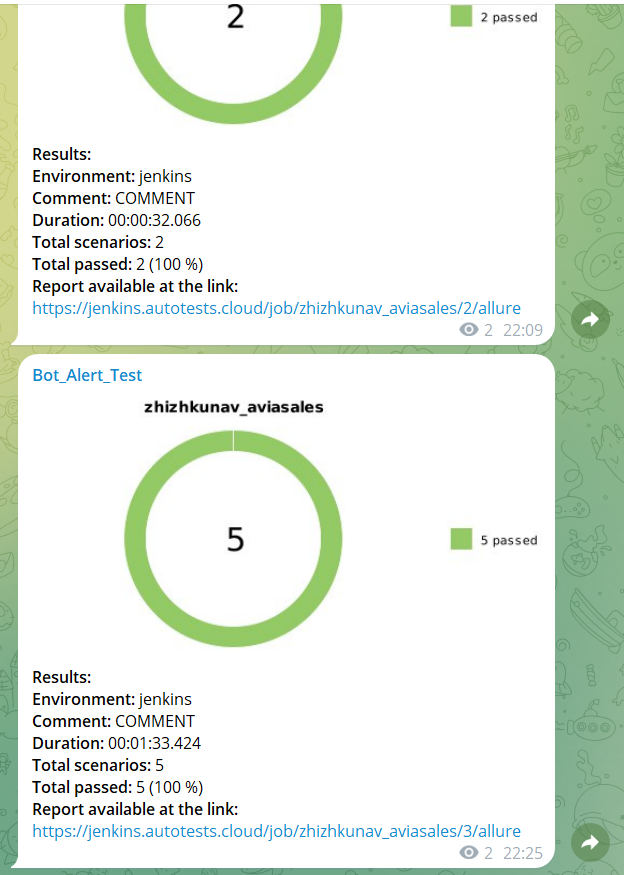 2
2 passed
Results:
Environment: jenkins
Comment: COMMENT
Duration: 00:00:32.066
Total scenarios: 2
Total passed: 2 (100 %)
Report available at the link:
https://jenkins.autotests.cloud/job/zhizhkunav_aviasales/2/allure
2 22:09
Bot_Alert_Test
zhizhkunav_aviasales
5
5 passed
Results:
Environment: jenkins
Comment: COMMENT
Duration: 00:01:33.424
Total scenarios: 5
Total passed: 5 (100 %)
Report available at the link:
https://jenkins.autotests.cloud/job/zhizhkunav_aviasales/3/allure
2 22:25